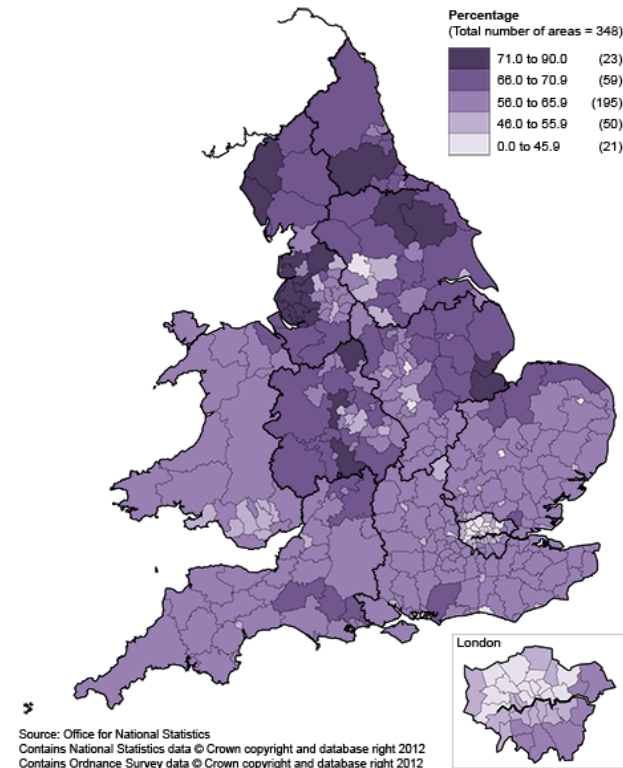 Percentage
(Total number of areas = 348)
71.0 to 90.0 (23)
66.0 to 70.9 (59)
56.0 to 65.9 (195)
46.0 to 55.9 (50)
0.0 to 45.9 (21)
London
Source: Office for National Statistics
Contains National Statistics data © Crown copyright and database right 2012
Contains Ordnance Survey data © Crown copyright and database right 2012